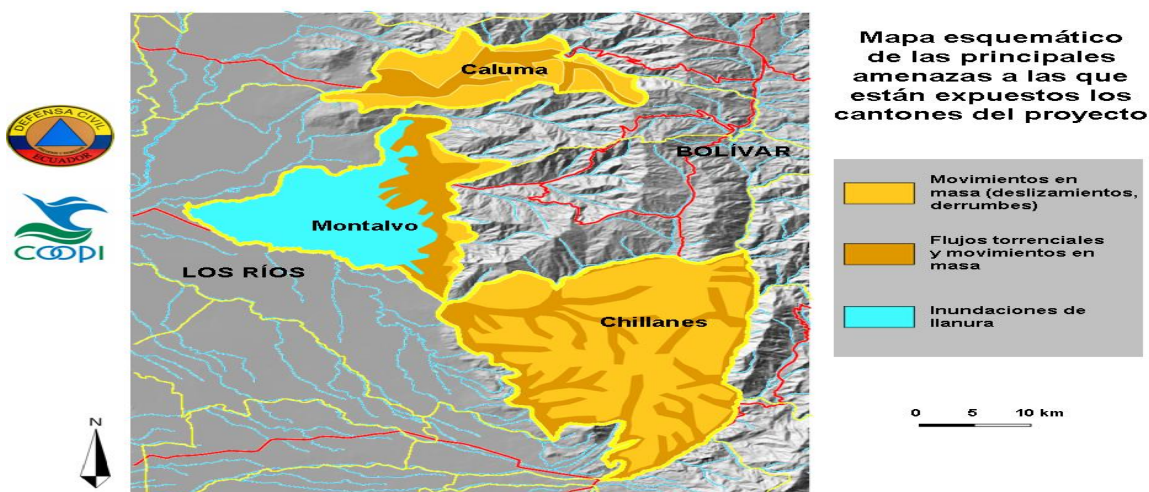 Mapa esquemático
de las principales
amenazas a las que
están expuestos los
cantones del proyecto
DEFENSA CIVIL
ECUADOR
COOPI
Caluma
BOLÍVAR
Montalvo
LOS RÍOS
Chillanes
Movimientos en
masa (deslizamientos,
derrumbes)
Flujos torrenciales
y movimientos en
masa
Inundaciones de
llanura
0 5 10 km
N